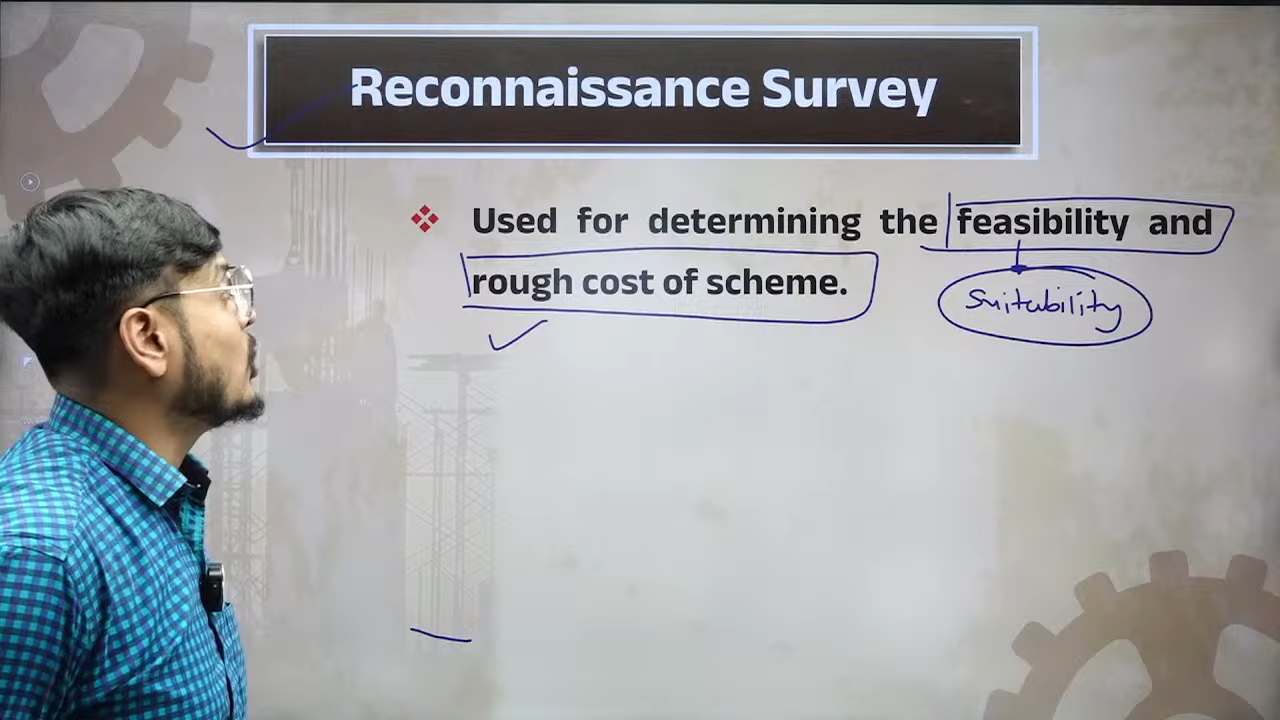 Reconnaissance Survey
Used for determining the feasibility and
rough cost of scheme.
Suitability